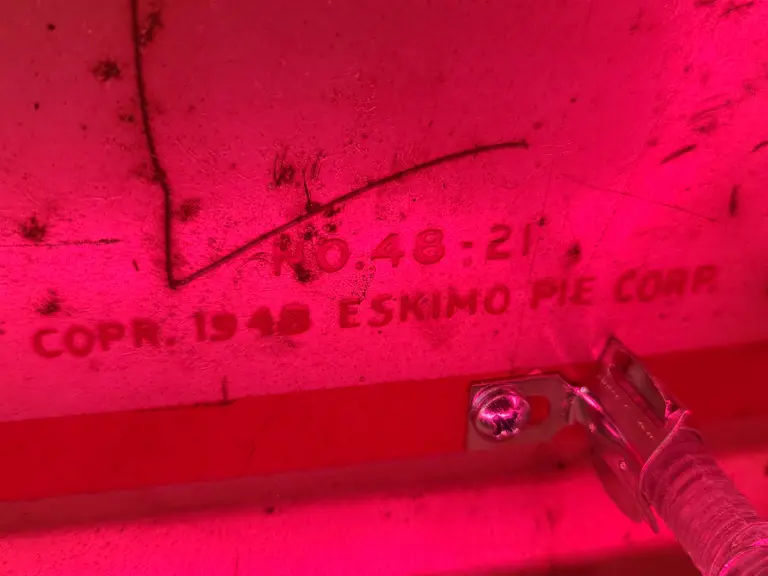 NO. 48:21
COPR. 1948 ESKIMO PIE CORP.